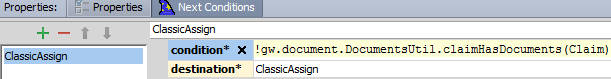 Properties: Properties Next Conditions
ClassicAssign
ClassicAssign
condition* !gw.document.DocumentsUtil.claimHasDocuments(Claim)
destination* ClassicAssign